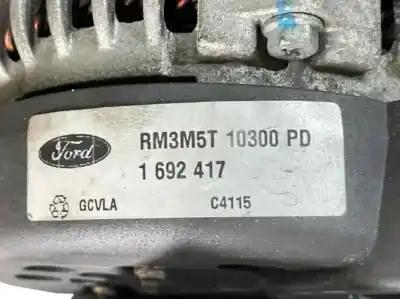 Ford
RM3M5T 10300 PD
1 692 417
GCVLA
C4115